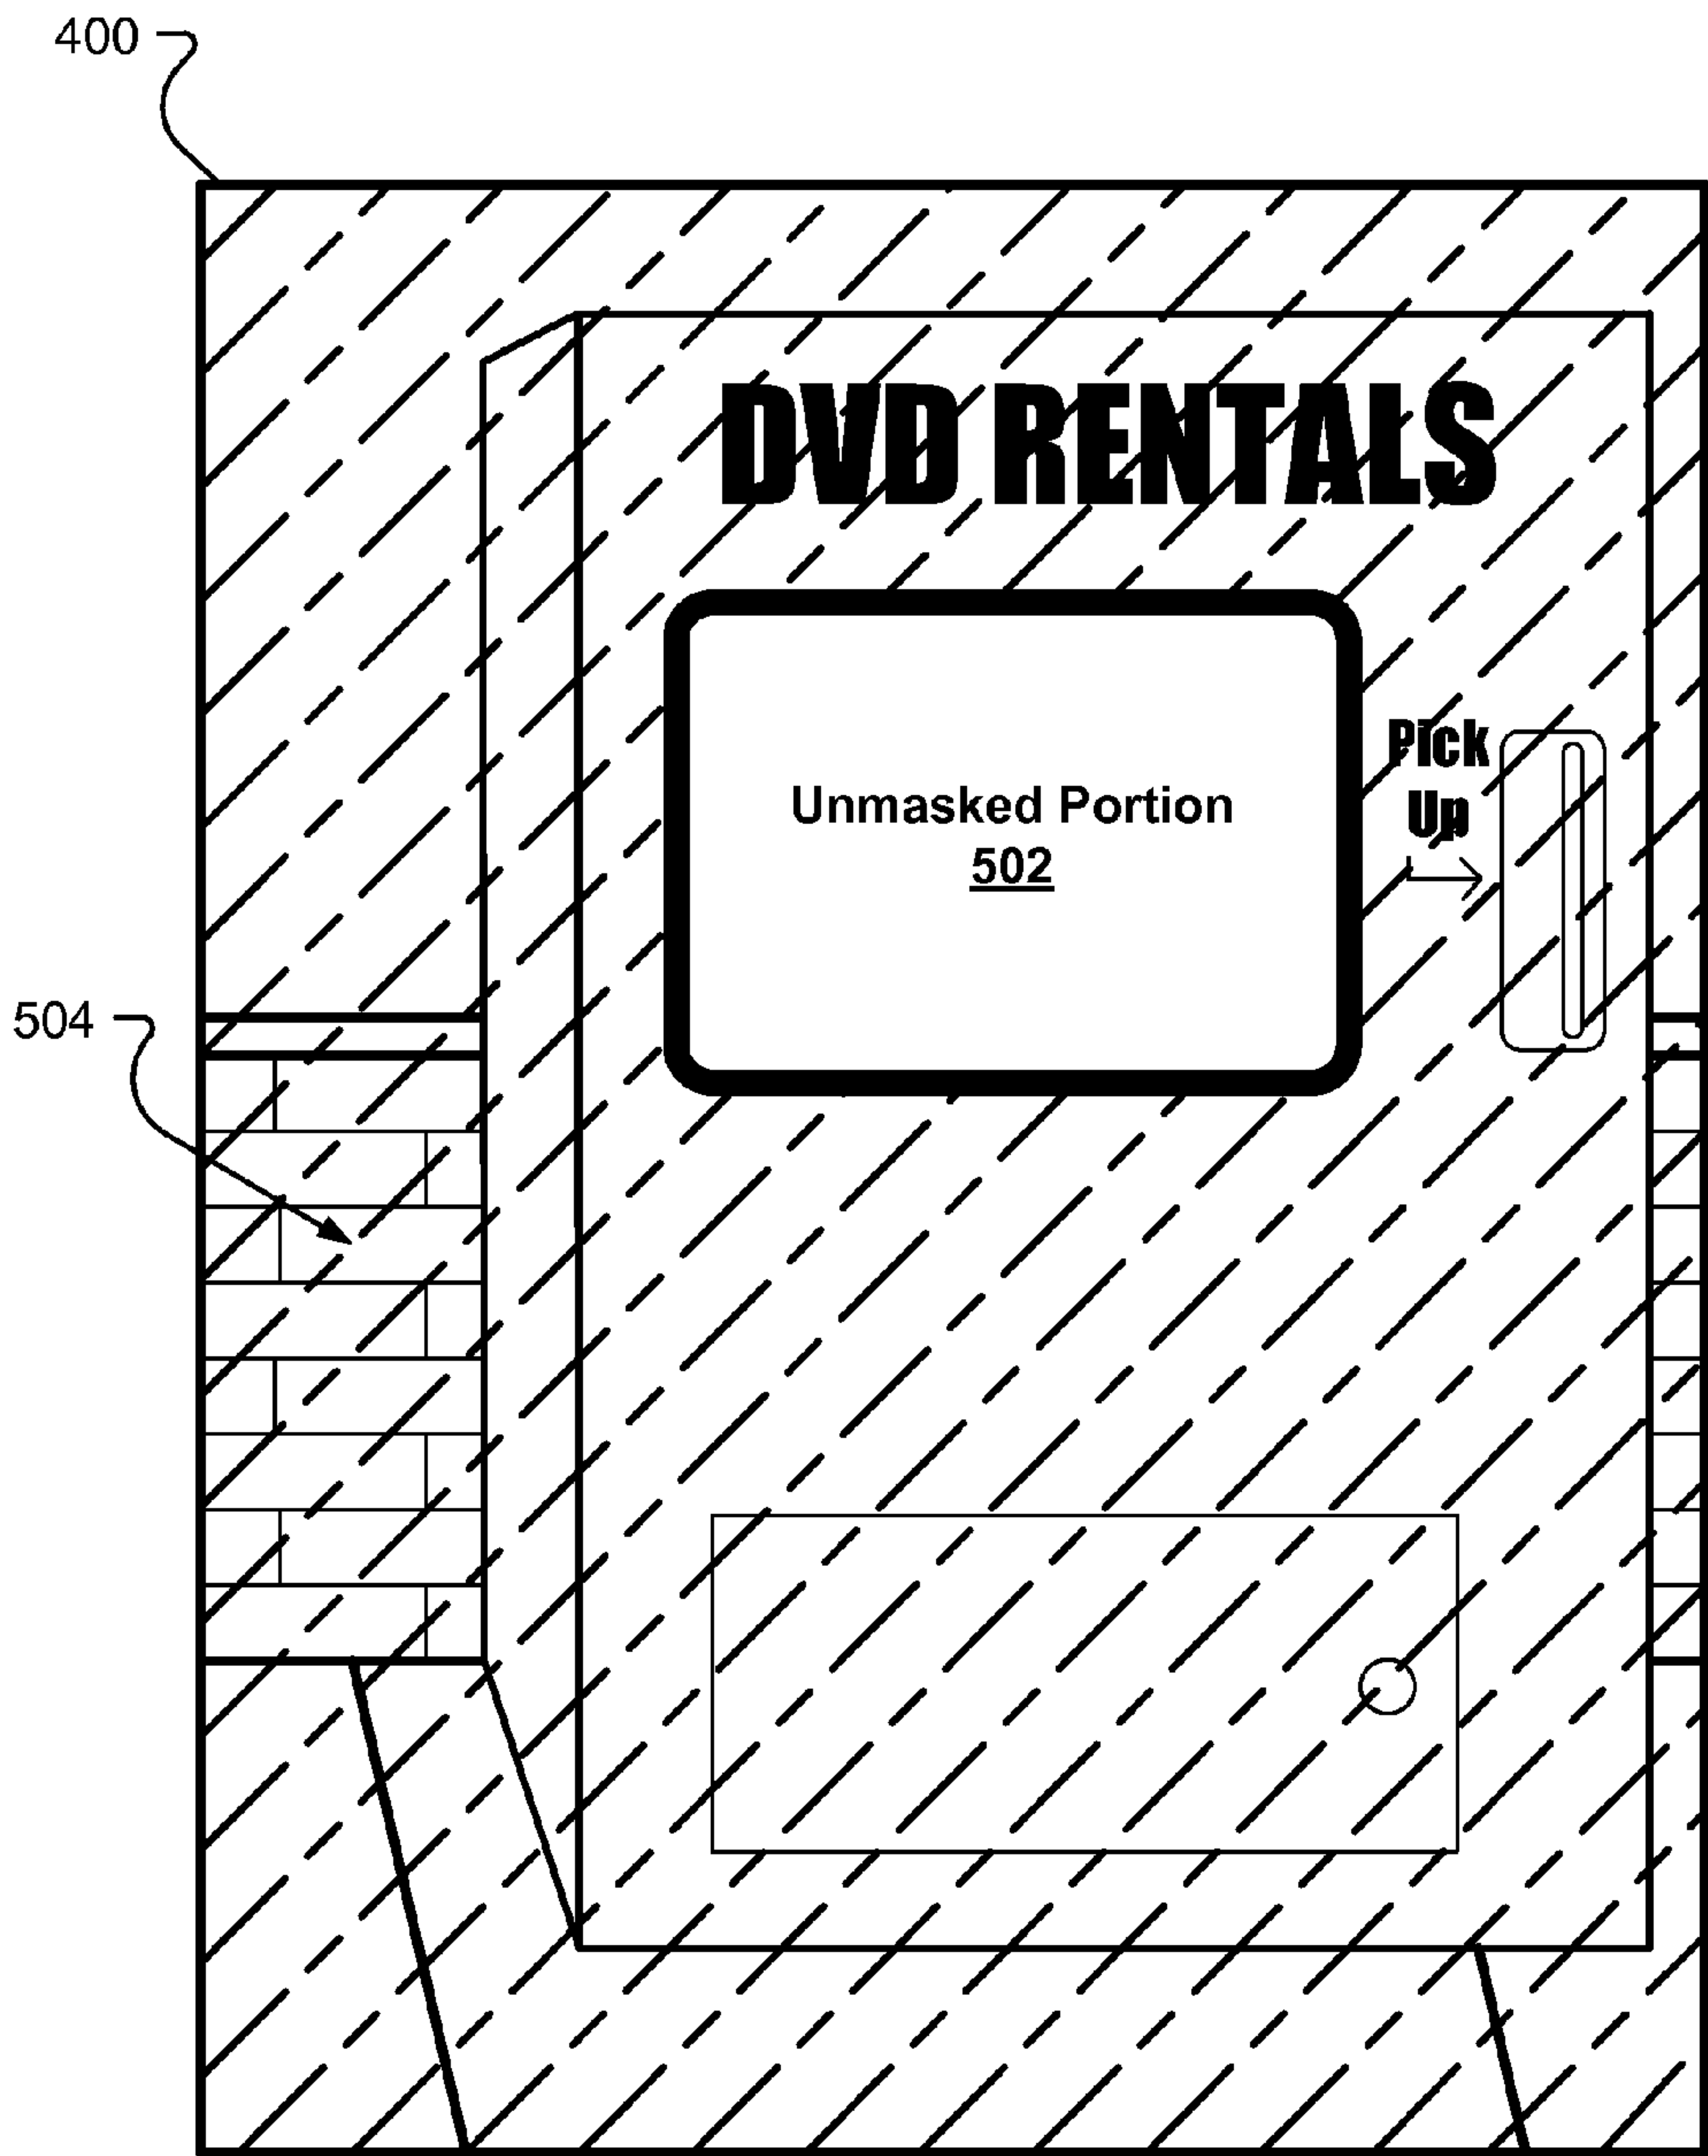 400
DVD RENTALS
Unmasked Portion
502
Pick
Up
504